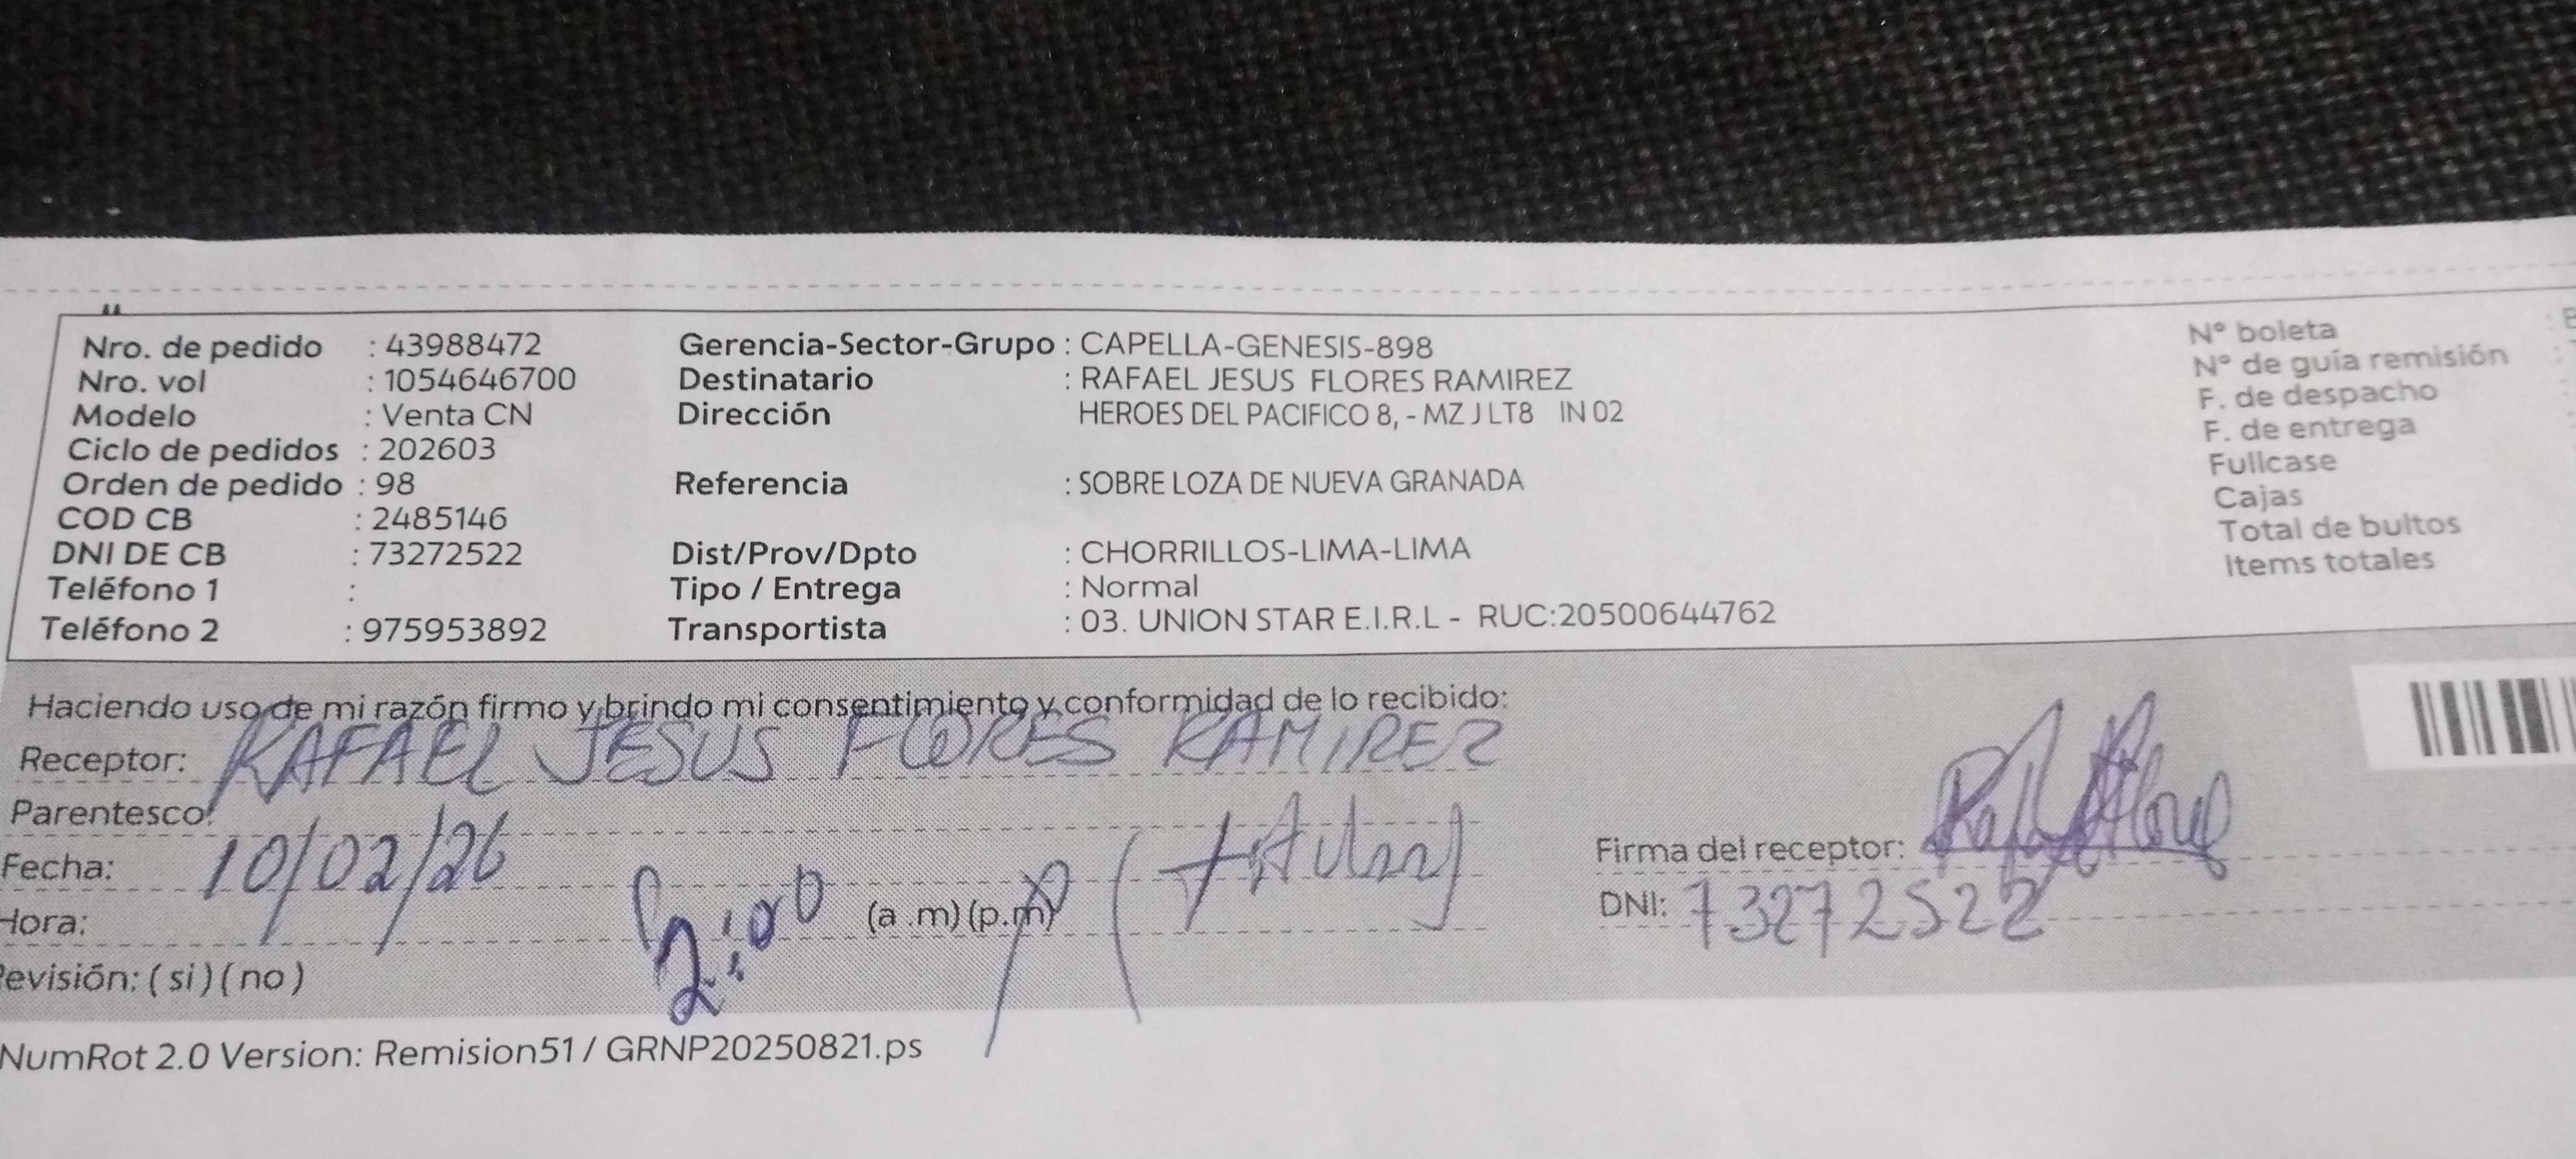 Nro. de pedido : 43988472
Nro. vol : 1054646700
Modelo : Venta CN
Ciclo de pedidos : 202603
Orden de pedido : 98
COD CB : 2485146
DNI DE CB : 73272522
Teléfono 1 :
Teléfono 2 : 975953892
Gerencia-Sector-Grupo : CAPELLA-GENESIS-898
Destinatario : RAFAEL JESUS FLORES RAMIREZ
Dirección HEROES DEL PACIFICO 8, - MZ J LT8 IN 02
Referencia : SOBRE LOZA DE NUEVA GRANADA
Dist/Prov/Dpto : CHORRILLOS-LIMA-LIMA
Tipo / Entrega : Normal
Transportista : 03. UNION STAR E.I.R.L - RUC:20500644762
N° boleta
N° de guía remisión
F. de despacho
F. de entrega
Fullcase
Cajas
Total de bultos
Items totales
Haciendo uso de mi razón firmo y brindo mi consentimiento y conformidad de lo recibido:
Receptor: RAFAEL JESUS FLORES RAMIREZ
Parentesco:
Fecha: 10/02/26
Hora: 2:00 (a .m) (p.m) (titular)
Revisión: ( si ) ( no )
Firma del receptor:
DNI: 73272522
NumRot 2.0 Version: Remision51 / GRNP20250821.ps